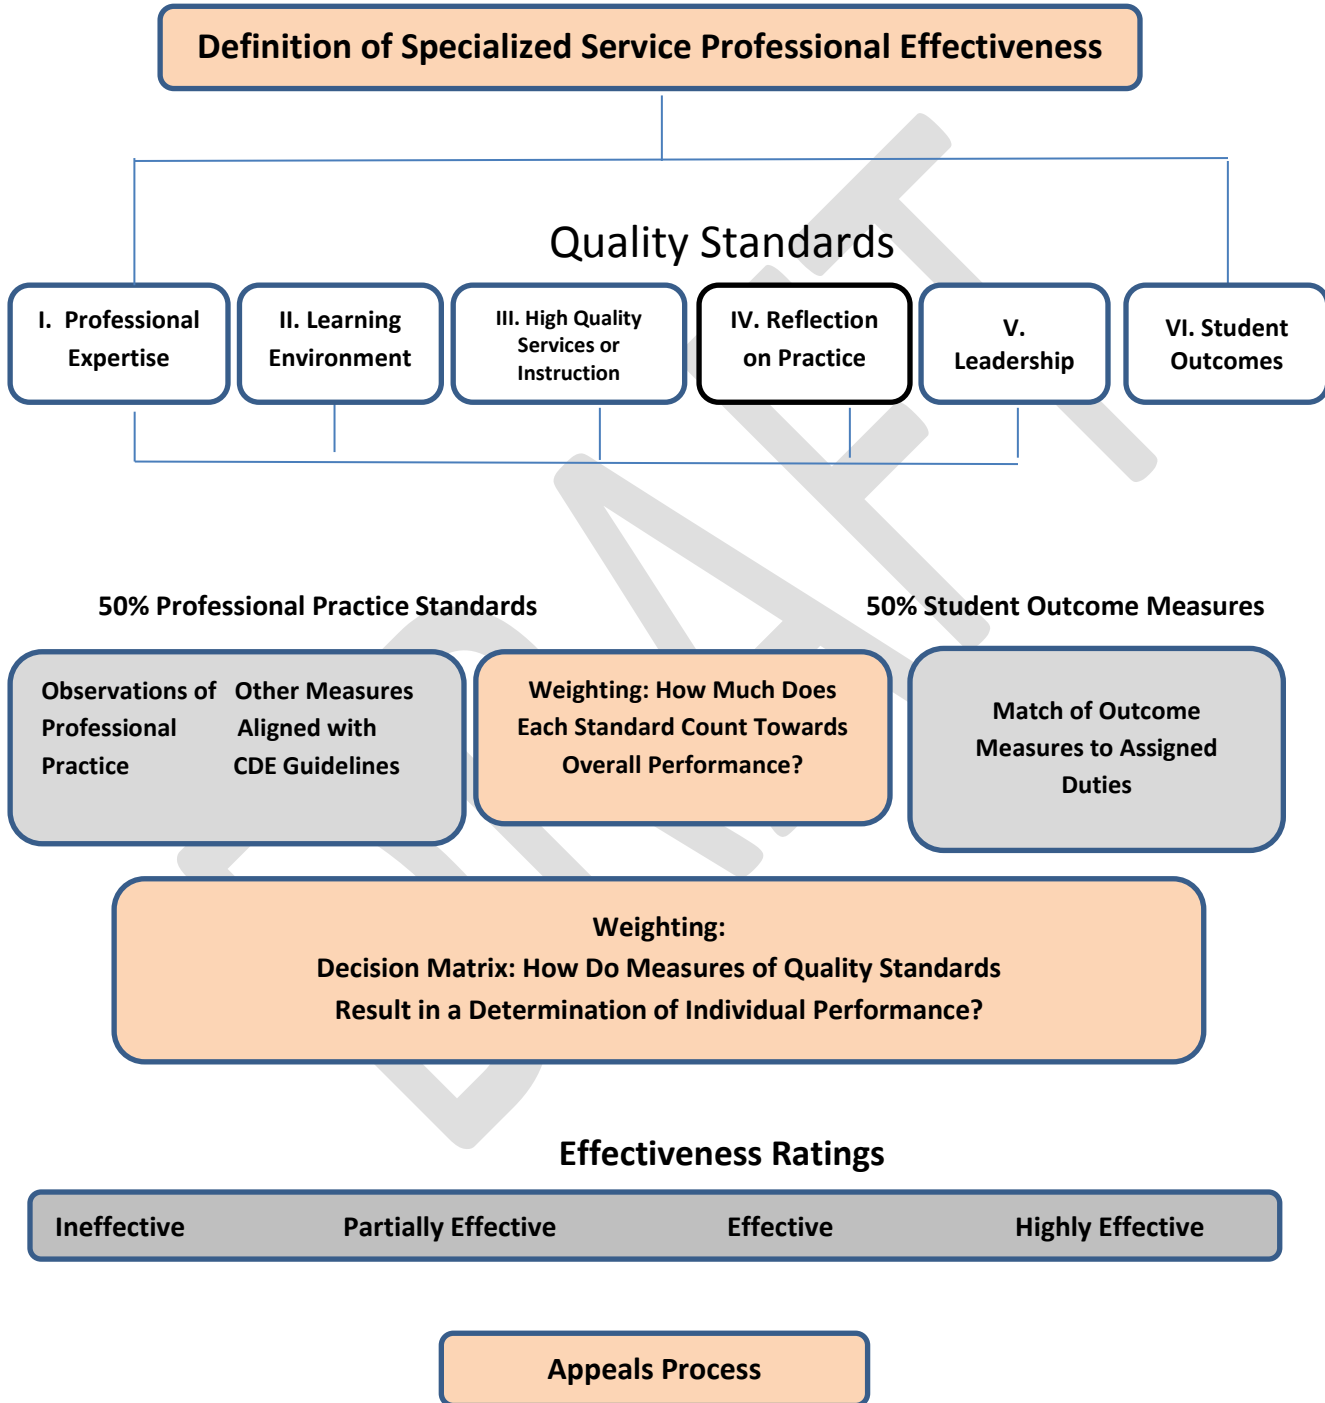 Definition of Specialized Service Professional Effectiveness
Quality Standards
I. Professional
Expertise
II. Learning
Environment
III. High Quality
Services or
Instruction
IV. Reflection
on Practice
V.
Leadership
VI. Student
Outcomes
50% Professional Practice Standards
50% Student Outcome Measures
Observations of
Professional
Practice
Other Measures
Aligned with
CDE Guidelines
Weighting: How Much Does
Each Standard Count Towards
Overall Performance?
Match of Outcome
Measures to Assigned
Duties
Weighting:
Decision Matrix: How Do Measures of Quality Standards
Result in a Determination of Individual Performance?
Effectiveness Ratings
Ineffective Partially Effective Effective Highly Effective
Appeals Process
DRAFT